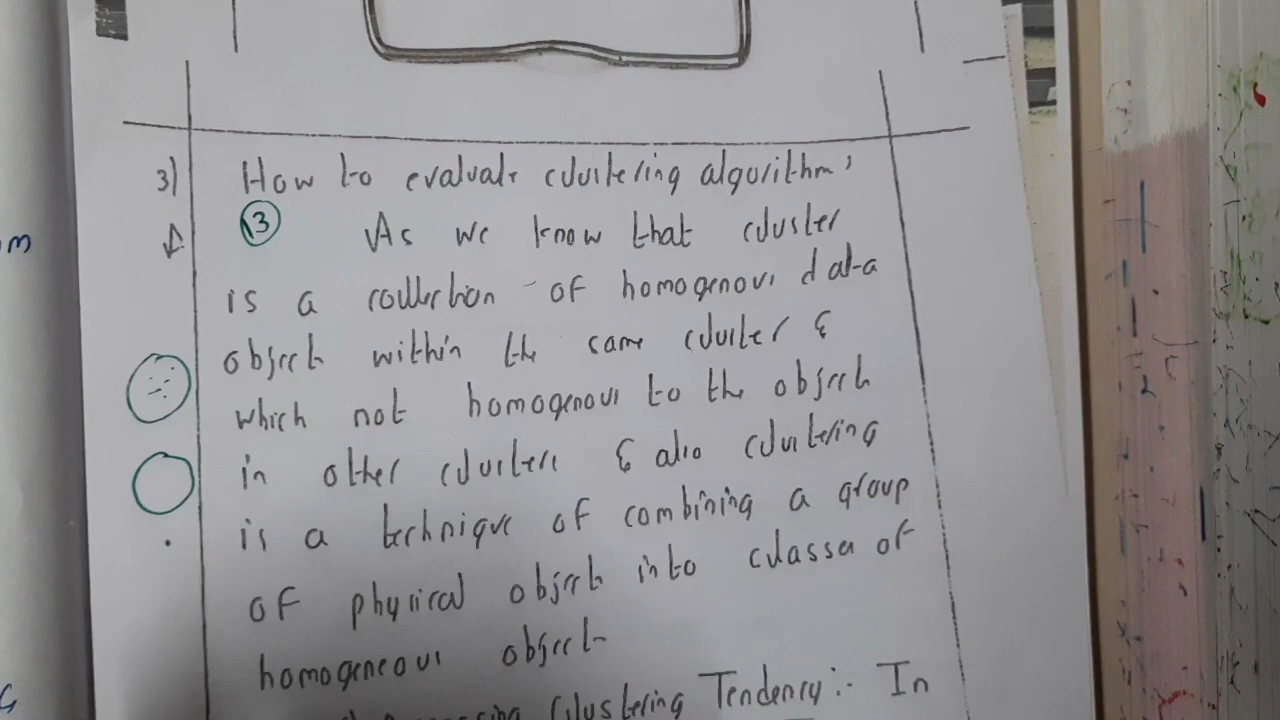 3) How to evaluate clustering algorithm?
13 As we know that cluster
is a collection of homogenous data
object within the same cluster &
which not homogenous to the object
in other clusters & also clustering
is a technique of combining a group
of physical object into classes of
homogeneous object
Clustering Tendency:- In
m